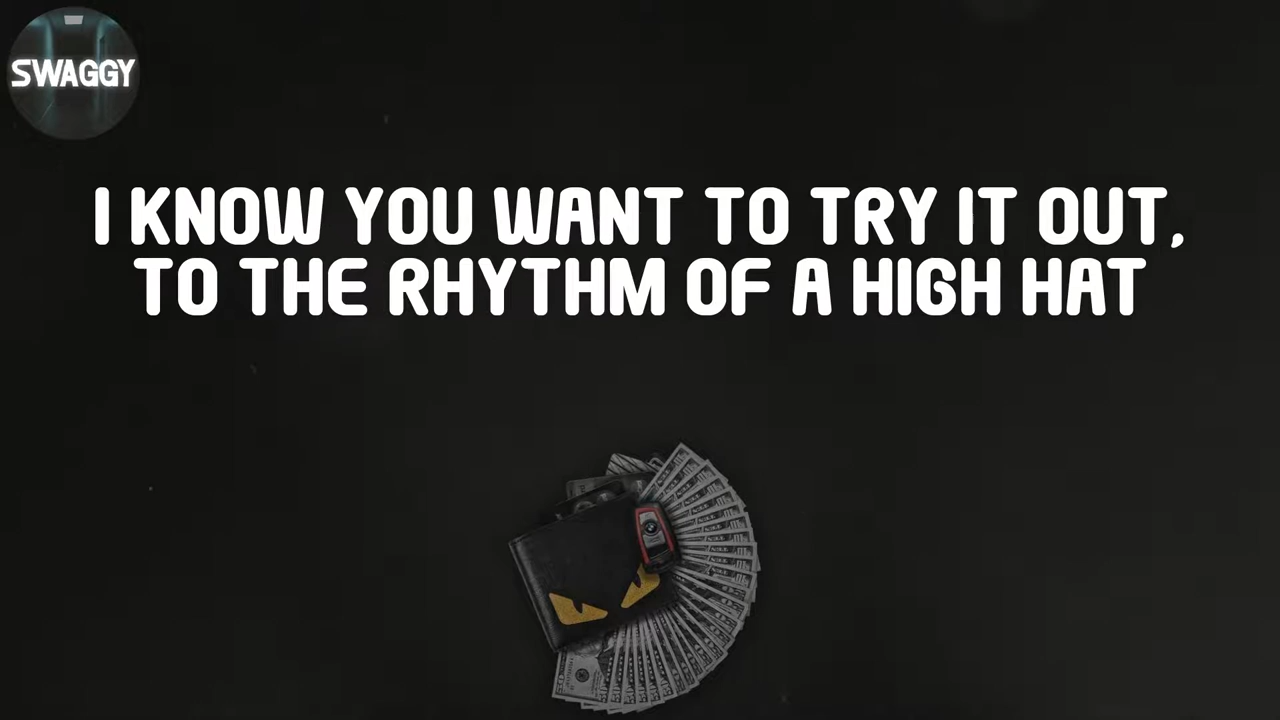 SWAGGY
I KNOW YOU WANT TO TRY IT OUT,
TO THE RHYTHM OF A HIGH HAT